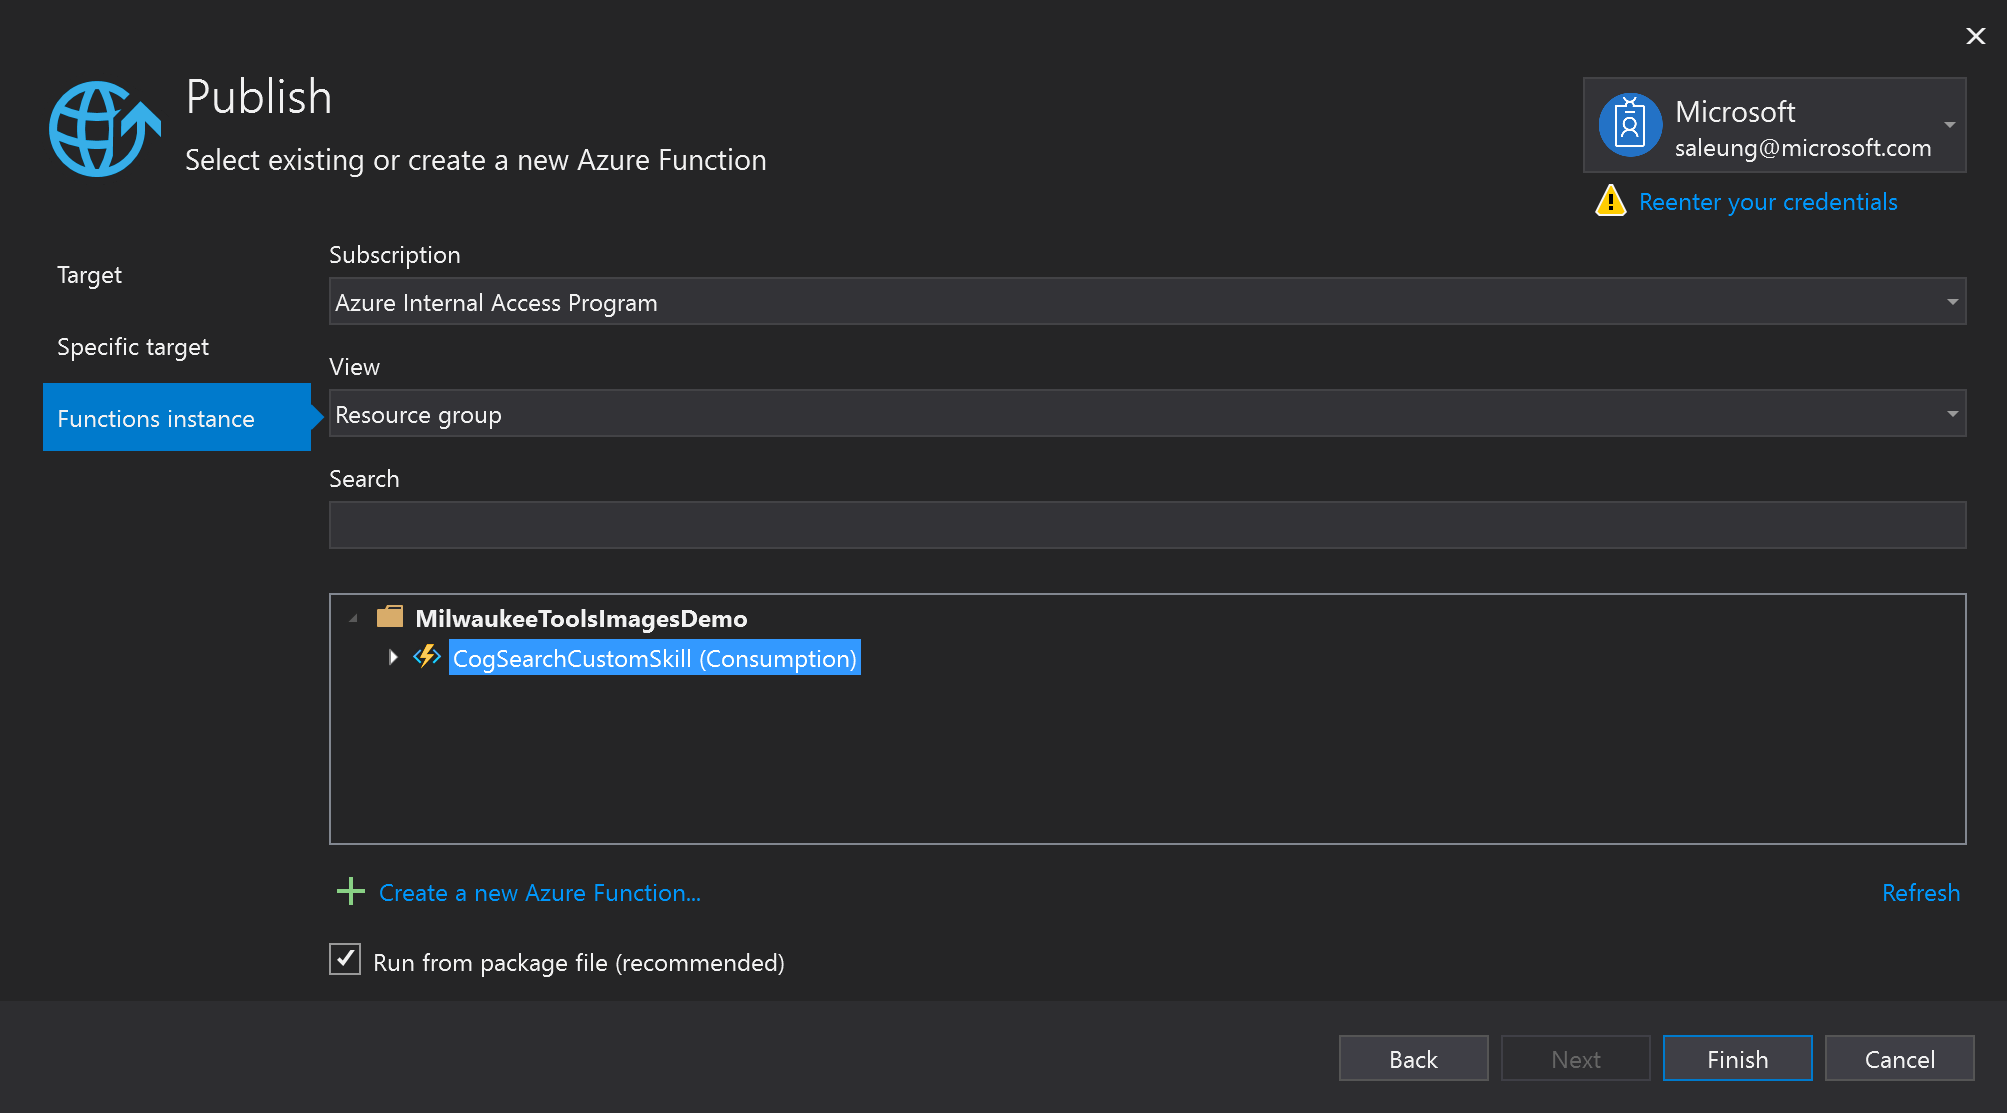 Publish
Select existing or create a new Azure Function
Microsoft
saleung@microsoft.com
Reenter your credentials
Target
Specific target
Functions instance
Subscription
Azure Internal Access Program
View
Resource group
Search
MilwaukeeToolsImagesDemo
CogSearchCustomSkill (Consumption)
Create a new Azure Function...
Refresh
Run from package file (recommended)
Back
Next
Finish
Cancel